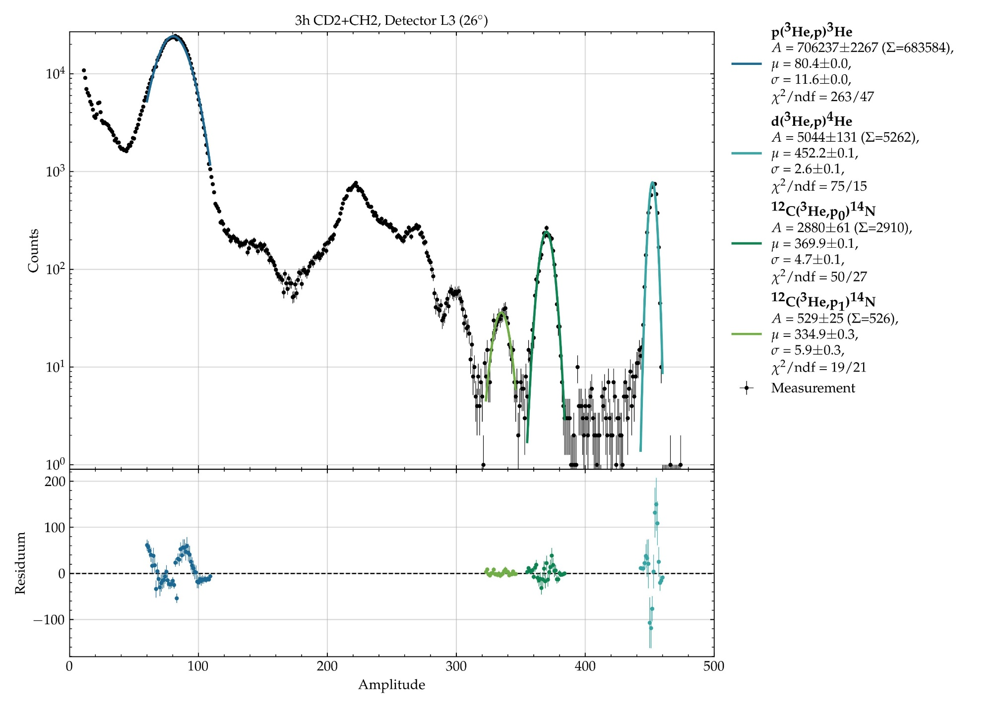 3h CD2+CH2, Detector L3 (26°)
10⁴
10³
10²
10¹
10⁰
Counts
200
100
0
−100
Residuum
0 100 200 300 400 500
Amplitude
p(³He,p)³He
A = 706237±2267 (Σ=683584),
μ = 80.4±0.0,
σ = 11.6±0.0,
χ²/ndf = 263/47
d(³He,p)⁴He
A = 5044±131 (Σ=5262),
μ = 452.2±0.1,
σ = 2.6±0.1,
χ²/ndf = 75/15
¹²C(³He,p₀)¹⁴N
A = 2880±61 (Σ=2910),
μ = 369.9±0.1,
σ = 4.7±0.1,
χ²/ndf = 50/27
¹²C(³He,p₁)¹⁴N
A = 529±25 (Σ=526),
μ = 334.9±0.3,
σ = 5.9±0.3,
χ²/ndf = 19/21
Measurement